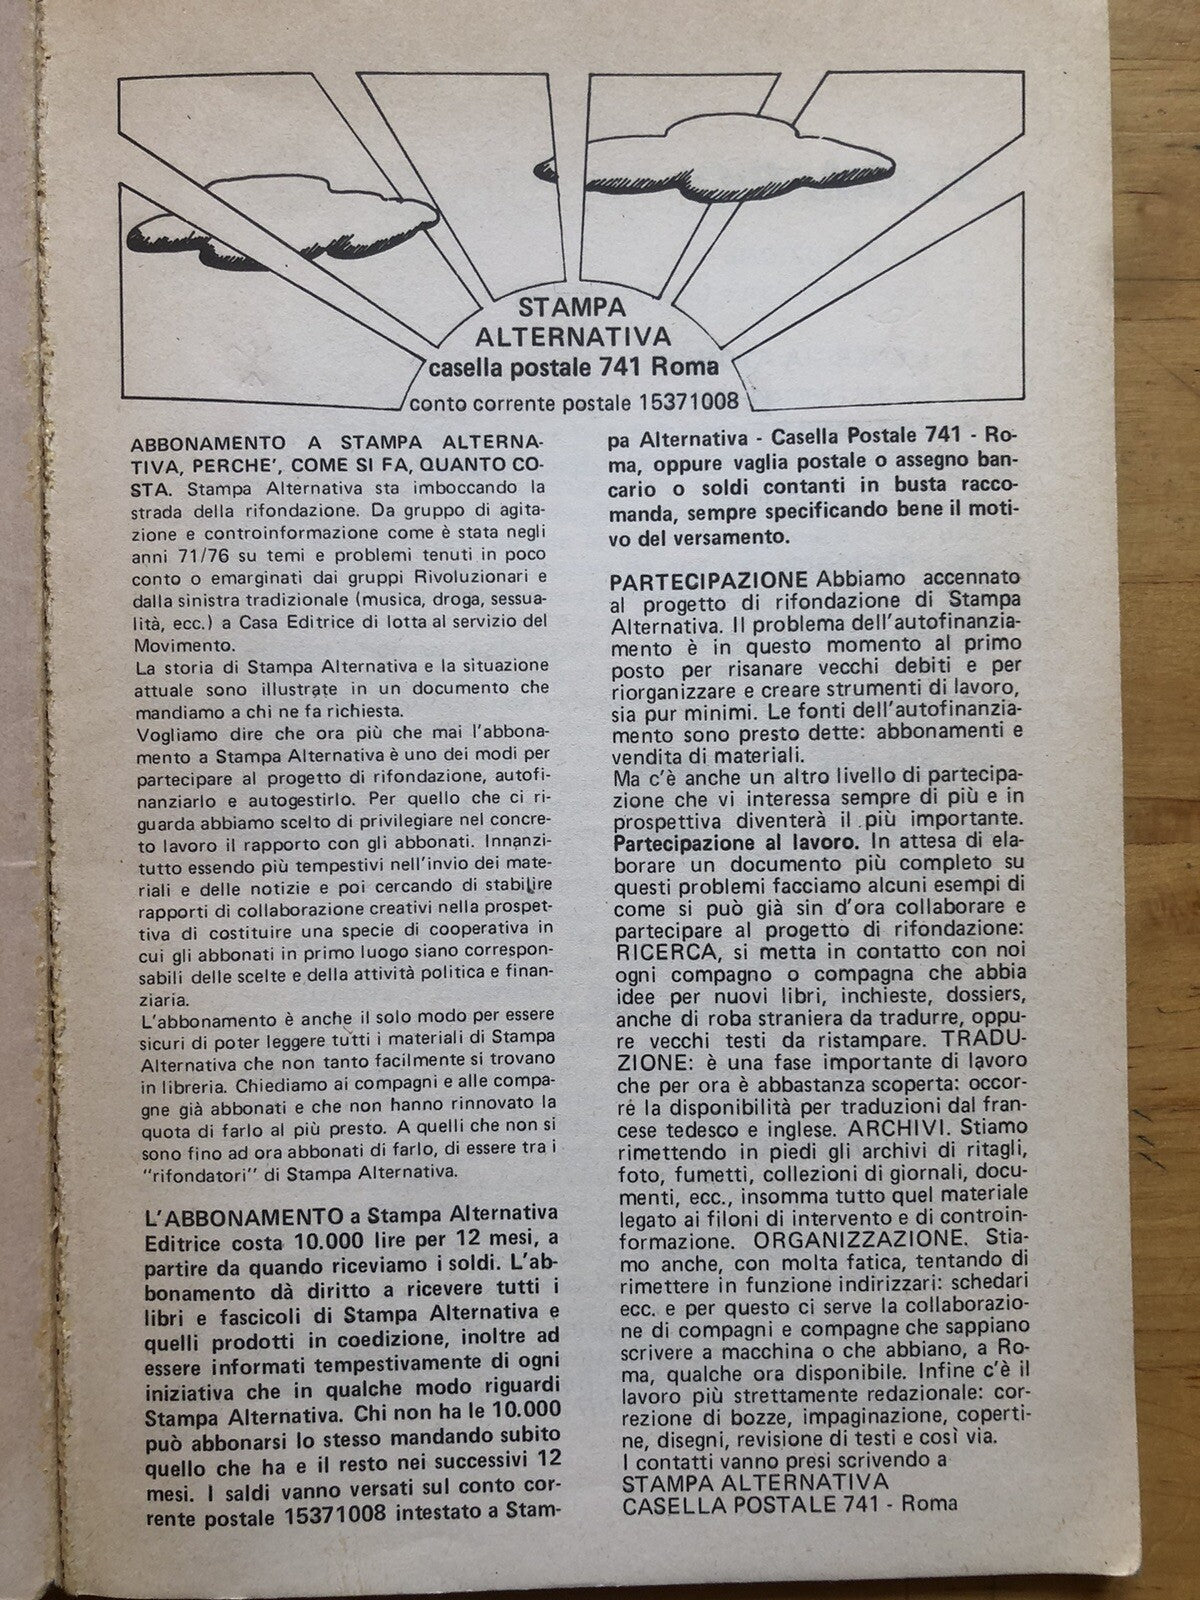 STAMPA
ALTERNATIVA
casella postale 741 Roma
conto corrente postale 15371008
ABBONAMENTO A STAMPA ALTERNA-
TIVA, PERCHE', COME SI FA, QUANTO CO-
STA. Stampa Alternativa sta imboccando la
strada della rifondazione. Da gruppo di agita-
zione e controinformazione come è stata negli
anni 71/76 su temi e problemi tenuti in poco
conto o emarginati dai gruppi Rivoluzionari e
dalla sinistra tradizionale (musica, droga, sessua-
lità, ecc.) a Casa Editrice di lotta al servizio del
Movimento.
La storia di Stampa Alternativa e la situazione
attuale sono illustrate in un documento che
mandiamo a chi ne fa richiesta.
Vogliamo dire che ora più che mai l'abbona-
mento a Stampa Alternativa è uno dei modi per
partecipare al progetto di rifondazione, autofi-
nanziarlo e autogestirlo. Per quello che ci ri-
guarda abbiamo scelto di privilegiare nel concre-
to lavoro il rapporto con gli abbonati. Innanzi-
tutto essendo più tempestivi nell'invio dei mate-
riali e delle notizie e poi cercando di stabilire
rapporti di collaborazione creativi nella prospet-
tiva di costituire una specie di cooperativa in
cui gli abbonati in primo luogo siano correspon-
sabili delle scelte e della attività politica e finan-
ziaria.
L'abbonamento è anche il solo modo per essere
sicuri di poter leggere tutti i materiali di Stampa
Alternativa che non tanto facilmente si trovano
in libreria. Chiediamo ai compagni e alle compa-
gne già abbonati e che non hanno rinnovato la
quota di farlo al più presto. A quelli che non si
sono fino ad ora abbonati di farlo, di essere tra i
"rifondatori" di Stampa Alternativa.
L'ABBONAMENTO a Stampa Alternativa
Editrice costa 10.000 lire per 12 mesi, a
partire da quando riceviamo i soldi. L'ab-
bonamento dà diritto a ricevere tutti i
libri e fascicoli di Stampa Alternativa e
quelli prodotti in coedizione, inoltre ad
essere informati tempestivamente di ogni
iniziativa che in qualche modo riguardi
Stampa Alternativa. Chi non ha le 10.000
può abbonarsi lo stesso mandando subito
quello che ha e il resto nei successivi 12
mesi. I saldi vanno versati sul conto cor-
rente postale 15371008 intestato a Stam-
pa Alternativa - Casella Postale 741 - Ro-
ma, oppure vaglia postale o assegno ban-
cario o soldi contanti in busta racco-
manda, sempre specificando bene il moti-
vo del versamento.
PARTECIPAZIONE Abbiamo accennato
al progetto di rifondazione di Stampa
Alternativa. Il problema dell'autofinanzia-
mento è in questo momento al primo
posto per risanare vecchi debiti e per
riorganizzare e creare strumenti di lavoro,
sia pur minimi. Le fonti dell'autofinanzia-
mento sono presto dette: abbonamenti e
vendita di materiali.
Ma c'è anche un altro livello di partecipa-
zione che vi interessa sempre di più e in
prospettiva diventerà il più importante.
Partecipazione al lavoro. In attesa di ela-
borare un documento più completo su
questi problemi facciamo alcuni esempi di
come si può già sin d'ora collaborare e
partecipare al progetto di rifondazione:
RICERCA, si metta in contatto con noi
ogni compagno o compagna che abbia
idee per nuovi libri, inchieste, dossiers,
anche di roba straniera da tradurre, oppu-
re vecchi testi da ristampare. TRADU-
ZIONE: è una fase importante di lavoro
che per ora è abbastanza scoperta: occor-
re la disponibilità per traduzioni dal fran-
cese tedesco e inglese. ARCHIVI. Stiamo
rimettendo in piedi gli archivi di ritagli,
foto, fumetti, collezioni di giornali, docu-
menti, ecc., insomma tutto quel materiale
legato ai filoni di intervento e di controin-
formazione. ORGANIZZAZIONE. Stia-
mo anche, con molta fatica, tentando di
rimettere in funzione indirizzari: schedari
ecc. e per questo ci serve la collaborazio-
ne di compagni e compagne che sappiano
scrivere a macchina o che abbiano, a Ro-
ma, qualche ora disponibile. Infine c'è il
lavoro più strettamente redazionale: cor-
rezione di bozze, impaginazione, coperti-
ne, disegni, revisione di testi e così via.
I contatti vanno presi scrivendo a
STAMPA ALTERNATIVA
CASELLA POSTALE 741 - Roma